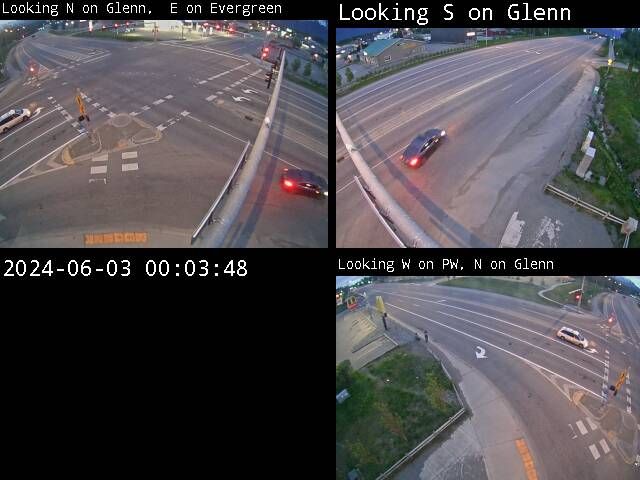 Looking N on Glenn, E on Evergreen
Looking S on Glenn
2024-06-03 00:03:48
Looking W on PW, N on Glenn